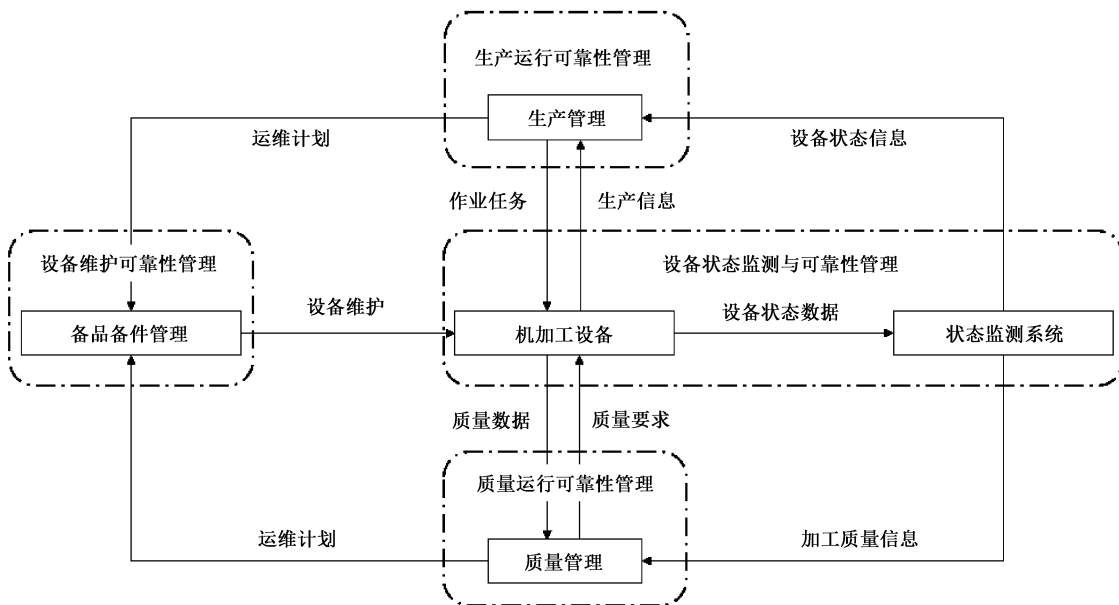 生产运行可靠性管理
生产管理
运维计划
设备状态信息
作业任务
生产信息
设备维护可靠性管理
设备状态监测与可靠性管理
设备维护
设备状态数据
备品备件管理
机加工设备
状态监测系统
质量数据
质量要求
质量运行可靠性管理
运维计划
加工质量信息
质量管理